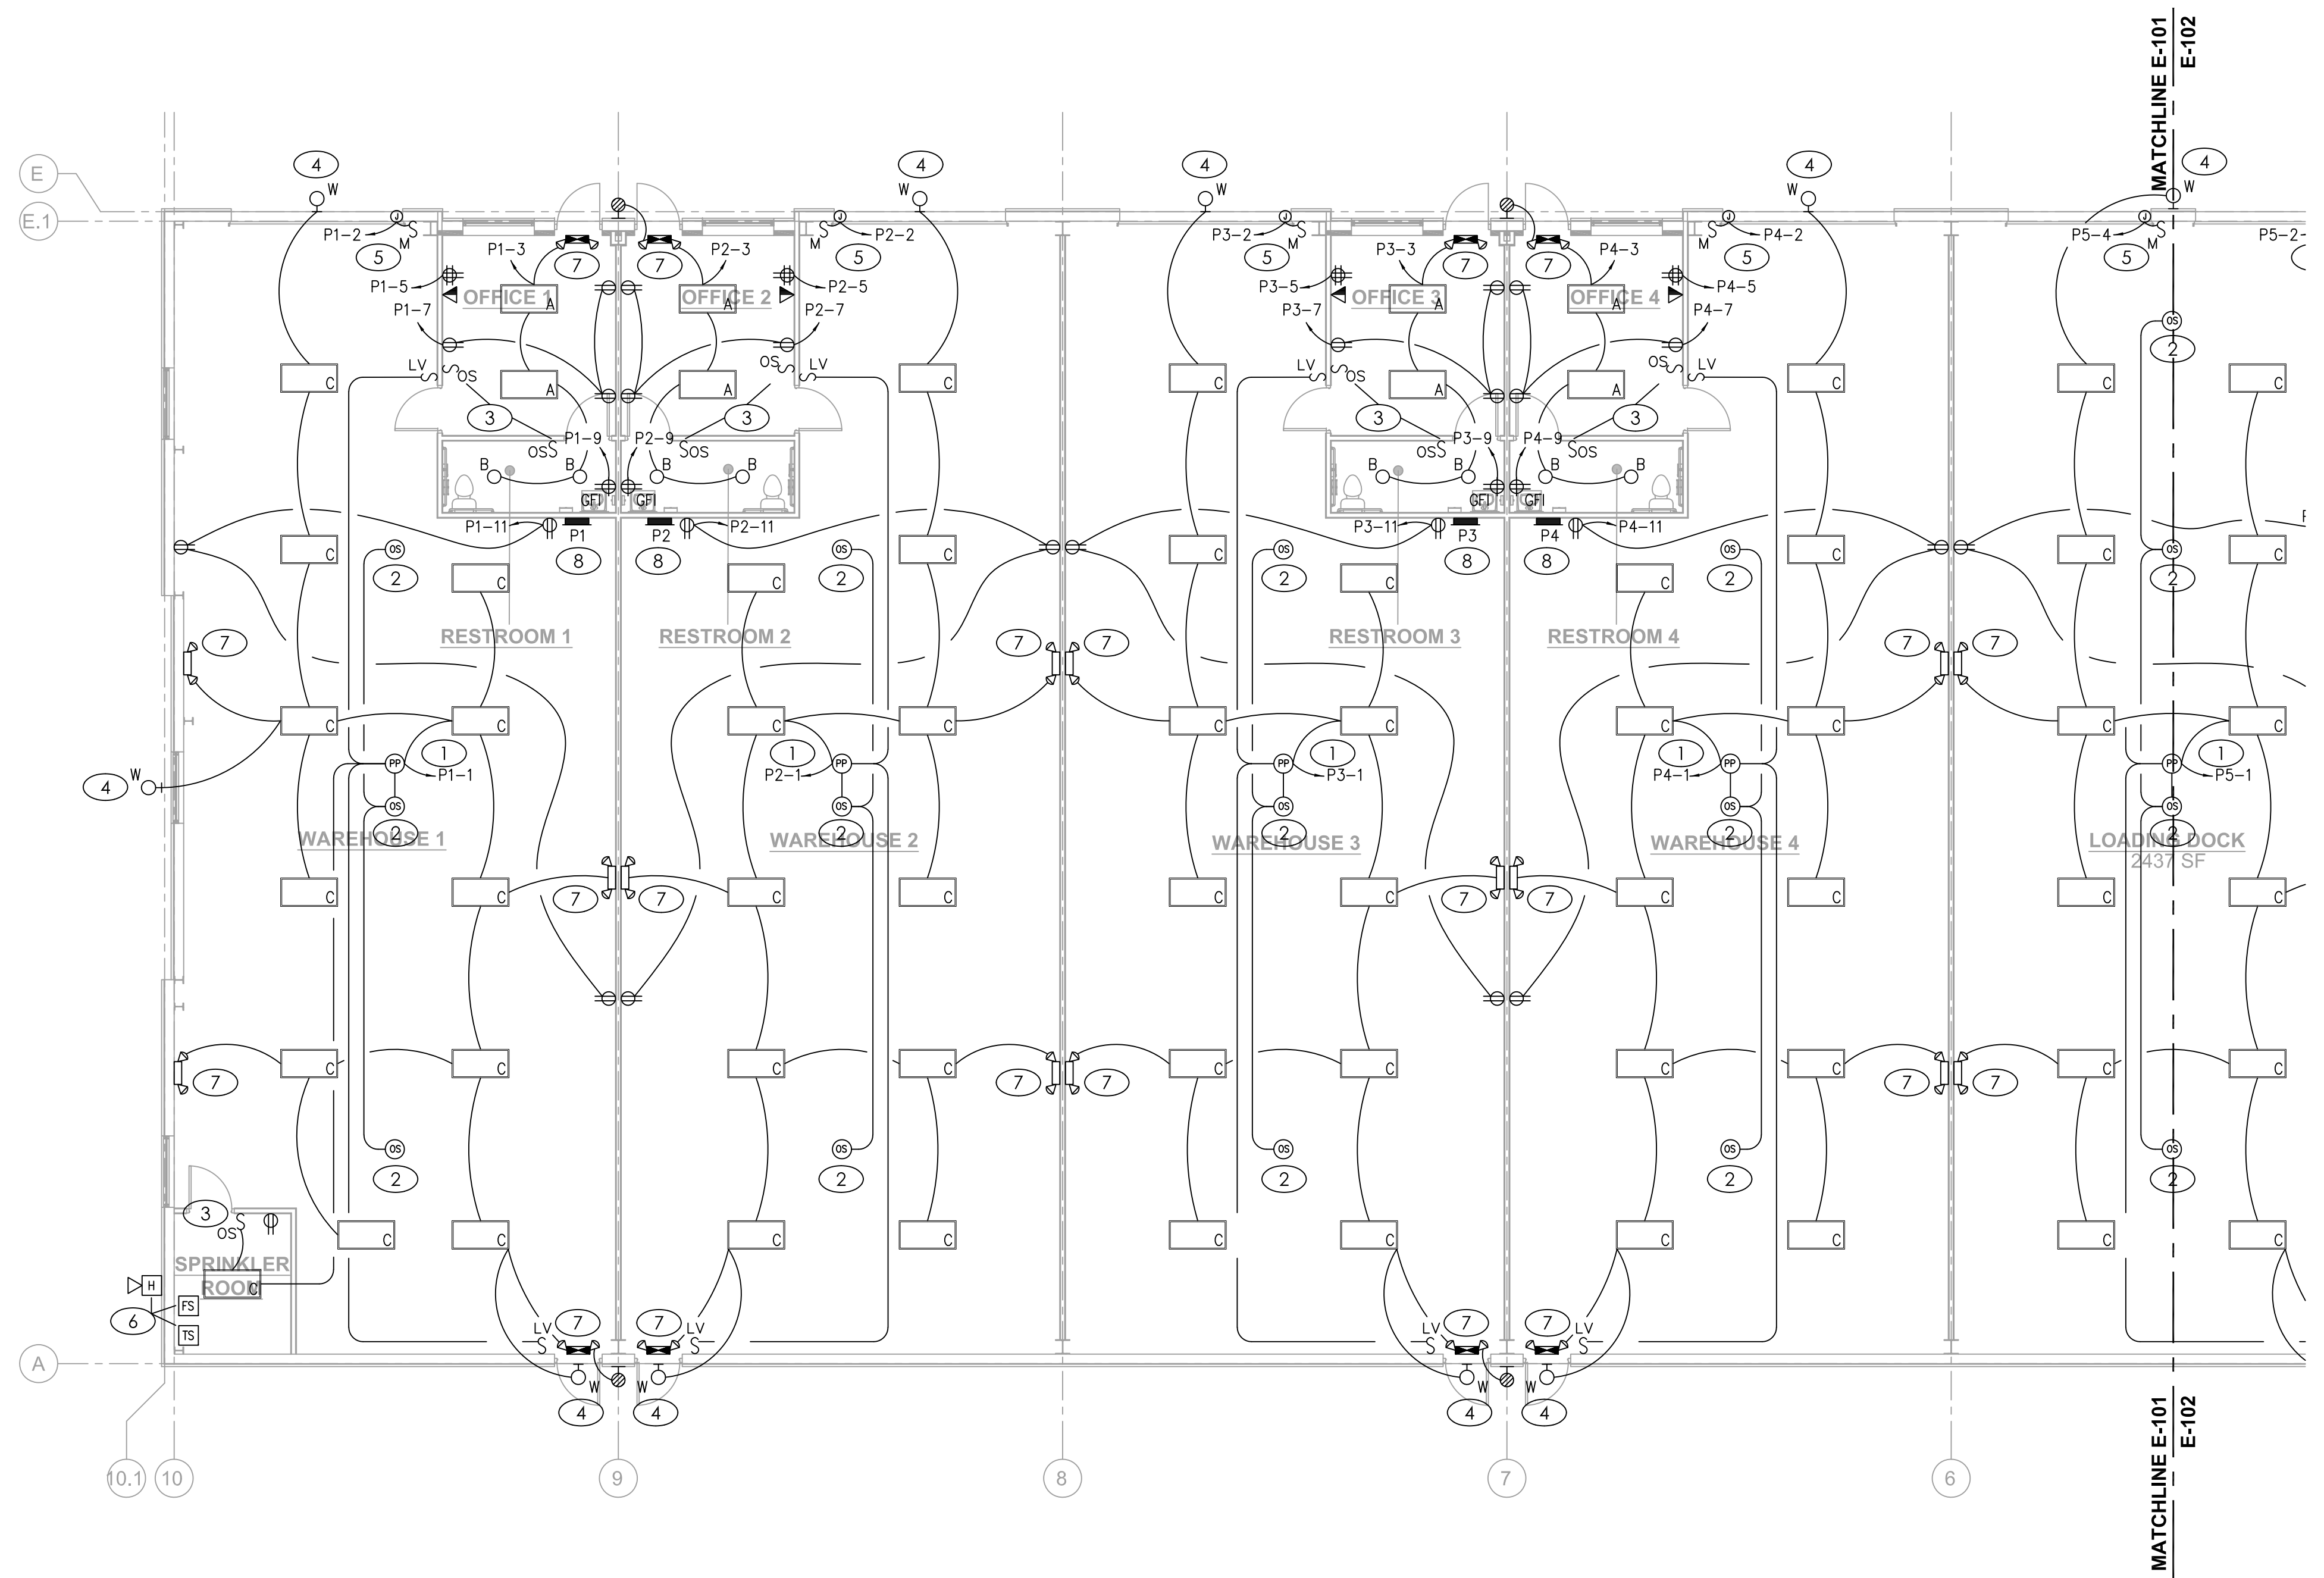 MATCHLINE E-101
E-102
4 4 4 4 4
E
W W W W W
E.1
J J J J J
P1-2 M S S M P2-2 P3-2 M S S M P4-2 P5-4 M S P5-2
5 5 5 5 5
P1-3 P2-3 P3-3 P4-3
7 7 7 7
P1-5 P2-5 P3-5 P4-5
OFFICE 1 OFFICE 2 OFFICE 3 OFFICE 4
A A A A
P1-7 P2-7 P3-7 P4-7
OS
2
LV OS OS LV LV OS OS LV
C C C C C C
A A A A
3 3 3 3
P1-9 P2-9 P3-9 P4-9
OS S S OS OS S S OS
B B B B B B B B
GFI GFI GFI GFI
P1-11 P1 P2 P2-11 P3-11 P3 P4 P4-11
C OS OS C C OS OS C C OS C
8 8 8 8
2 2 2 2 2
C C C C
RESTROOM 1 RESTROOM 2 RESTROOM 3 RESTROOM 4
7 7 7 7 7
C C C C C C C C C C
1 1 1 1 1
PP PP PP PP PP
P1-1 P2-1 P3-1 P4-1 P5-1
4 W
OS OS OS OS OS
2 2 2 2 2
WAREHOUSE 1 WAREHOUSE 2 WAREHOUSE 3 WAREHOUSE 4 LOADING DOCK
2437 SF
C C C C C C C C C C
7 7 7 7
C C C C C C C C C C
7 7 7 7 7
OS OS OS OS OS
2 2 2 2 2
3
OS S
C C C C C C C C C C
SPRINKLER
ROOM
C
H
FS
6
TS
7 7 7 7
LV LV LV LV
S S S S
A
W W W W
4 4 4 4
MATCHLINE E-101
E-102
10.1 10 9 8 7 6